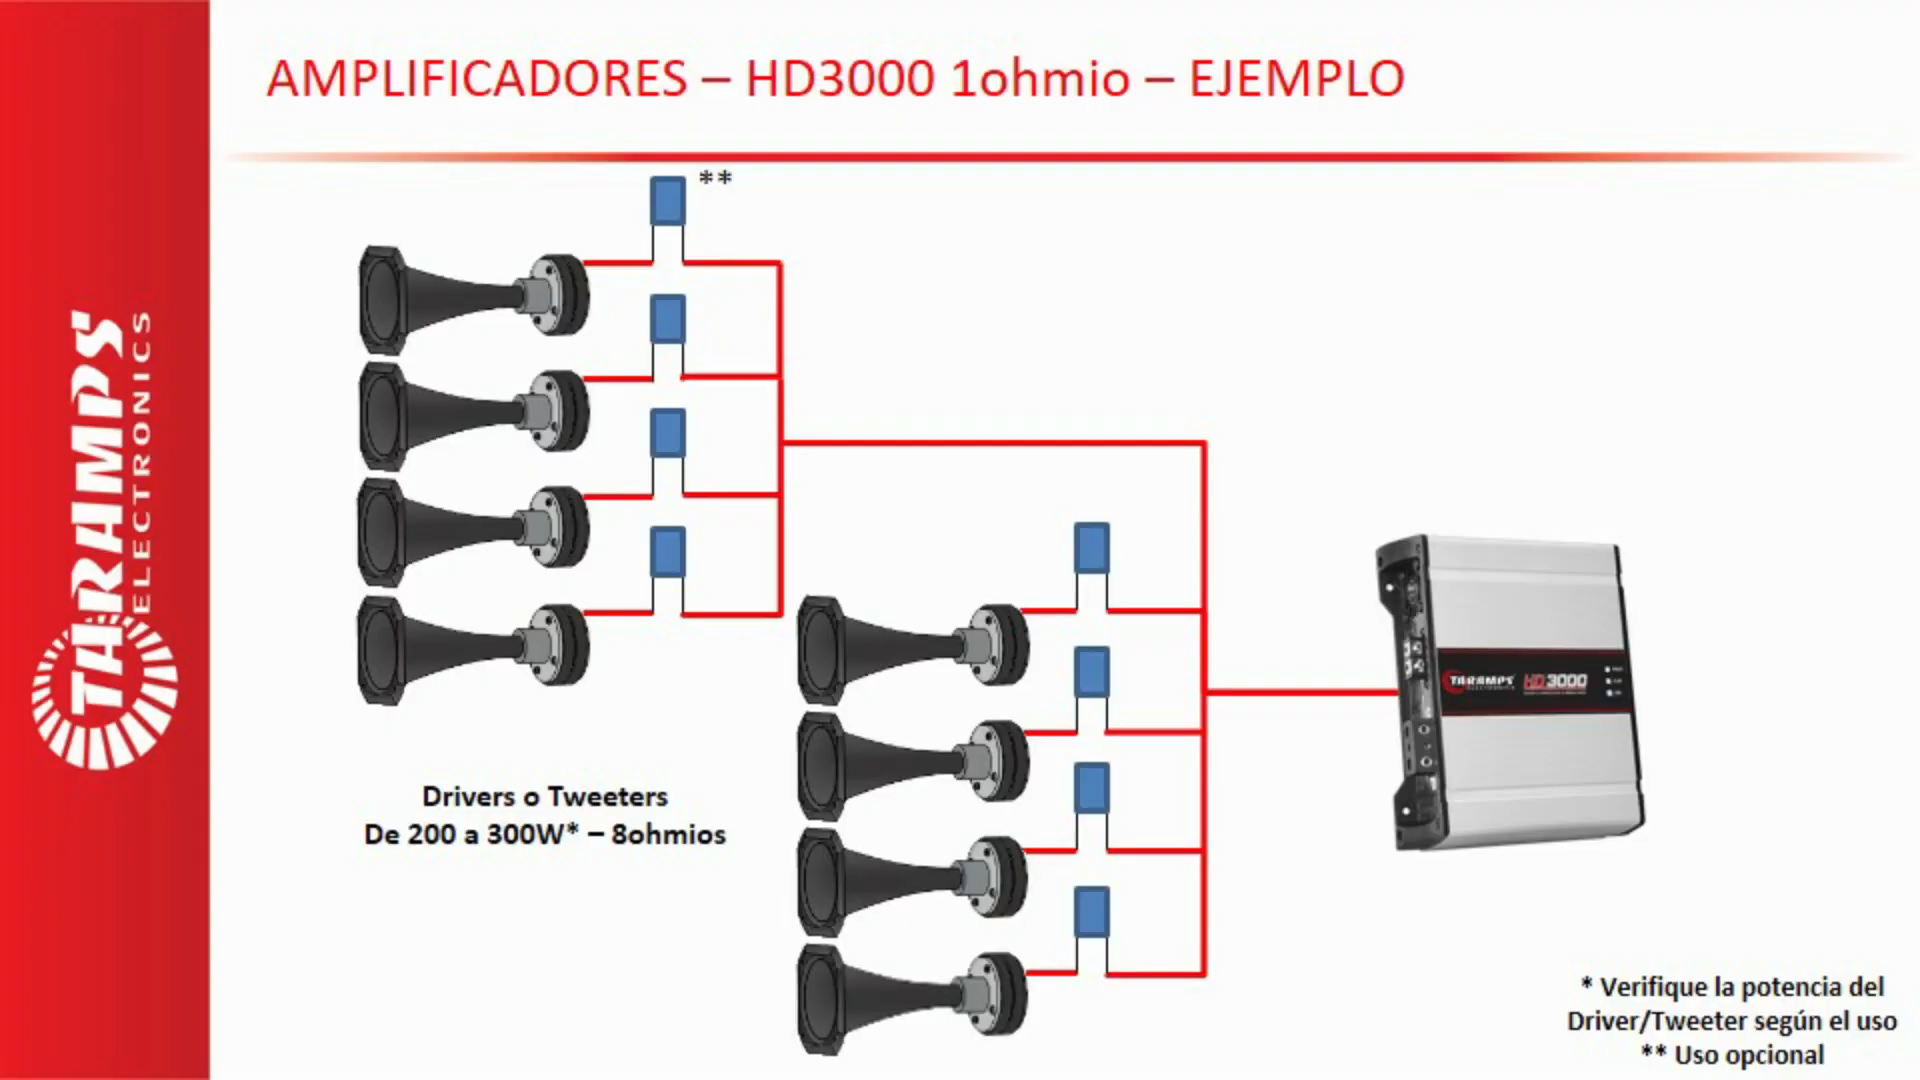 AMPLIFICADORES – HD3000 1ohmio – EJEMPLO
**
TARAMPS
ELECTRONICS
TARAMPS
HD3000
Drivers o Tweeters
De 200 a 300W* – 8ohmios
* Verifique la potencia del
Driver/Tweeter según el uso
** Uso opcional